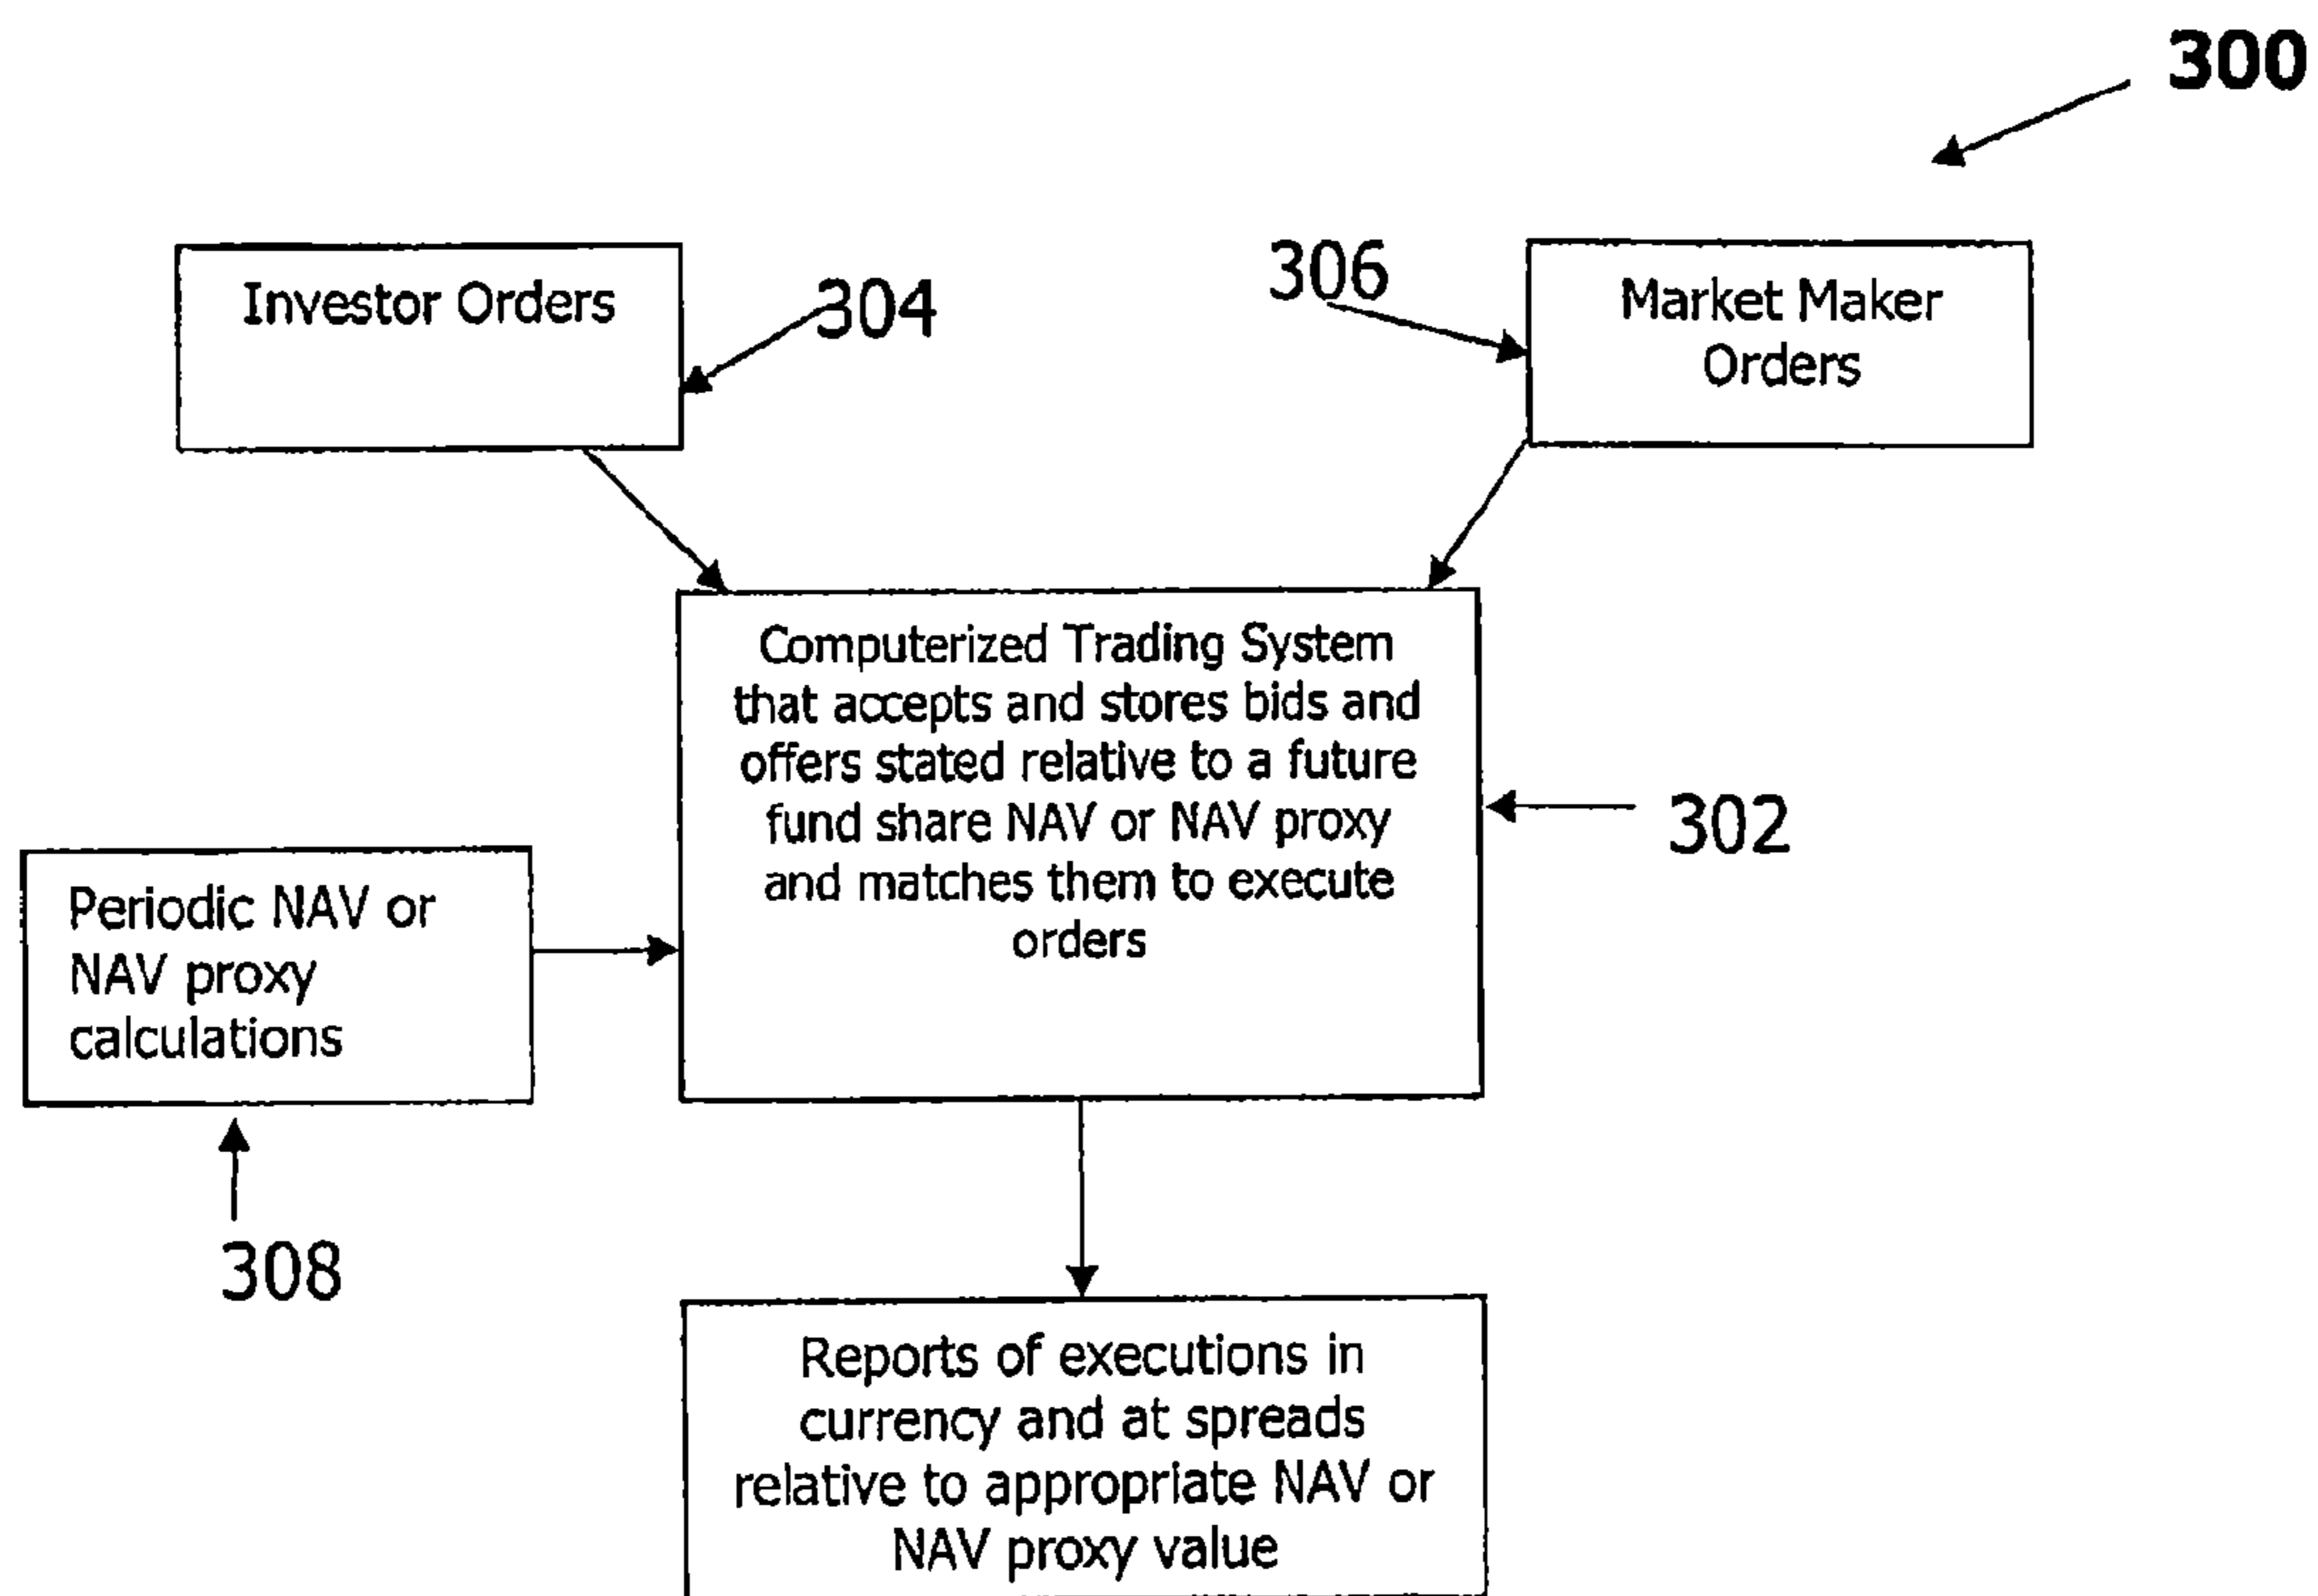 300
Investor Orders
304
306
Market Maker
Orders
Computerized Trading System
that accepts and stores bids and
offers stated relative to a future
fund share NAV or NAV proxy
and matches them to execute
orders
302
Periodic NAV or
NAV proxy
calculations
308
Reports of executions in
currency and at spreads
relative to appropriate NAV or
NAV proxy value